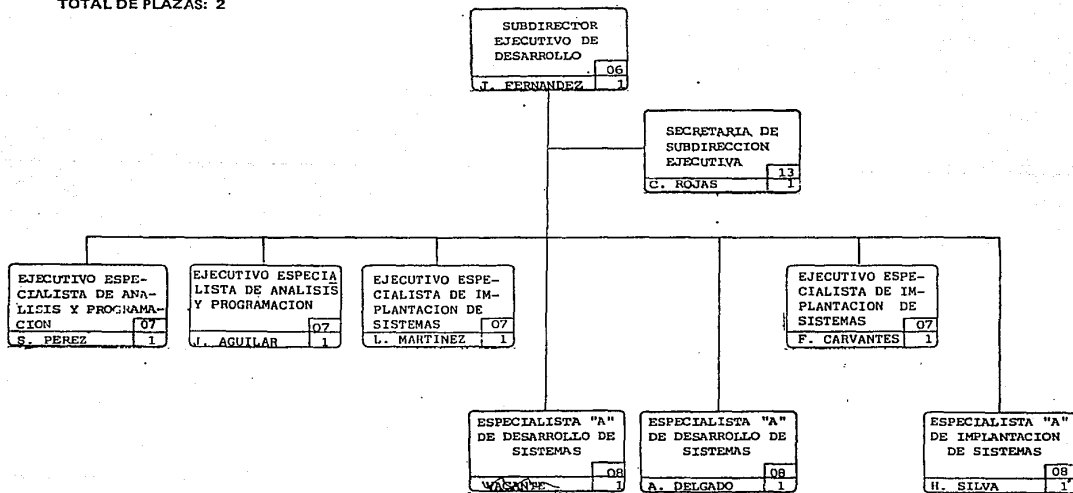 TOTAL DE PLAZAS: 2
SUBDIRECTOR
EJECUTIVO DE
DESARROLLO
06
J. FERNANDEZ 1
SECRETARIA DE
SUBDIRECCION
EJECUTIVA
13
C. ROJAS 1
EJECUTIVO ESPE-
CIALISTA DE ANA-
LISIS Y PROGRAMA-
CION 07
S. PEREZ 1
EJECUTIVO ESPECIA
LISTA DE ANALISIS
Y PROGRAMACION
07
J. AGUILAR 1
EJECUTIVO ESPE-
CIALISTA DE IM-
PLANTACION DE
SISTEMAS 07
L. MARTINEZ 1
EJECUTIVO ESPE-
CIALISTA DE IM-
PLANTACION DE
SISTEMAS 07
F. CARVANTES 1
ESPECIALISTA "A"
DE DESARROLLO DE
SISTEMAS
08
VACANTE 1
ESPECIALISTA "A"
DE DESARROLLO DE
SISTEMAS
08
A. DELGADO 1
ESPECIALISTA "A"
DE IMPLANTACION
DE SISTEMAS
08
H. SILVA 1